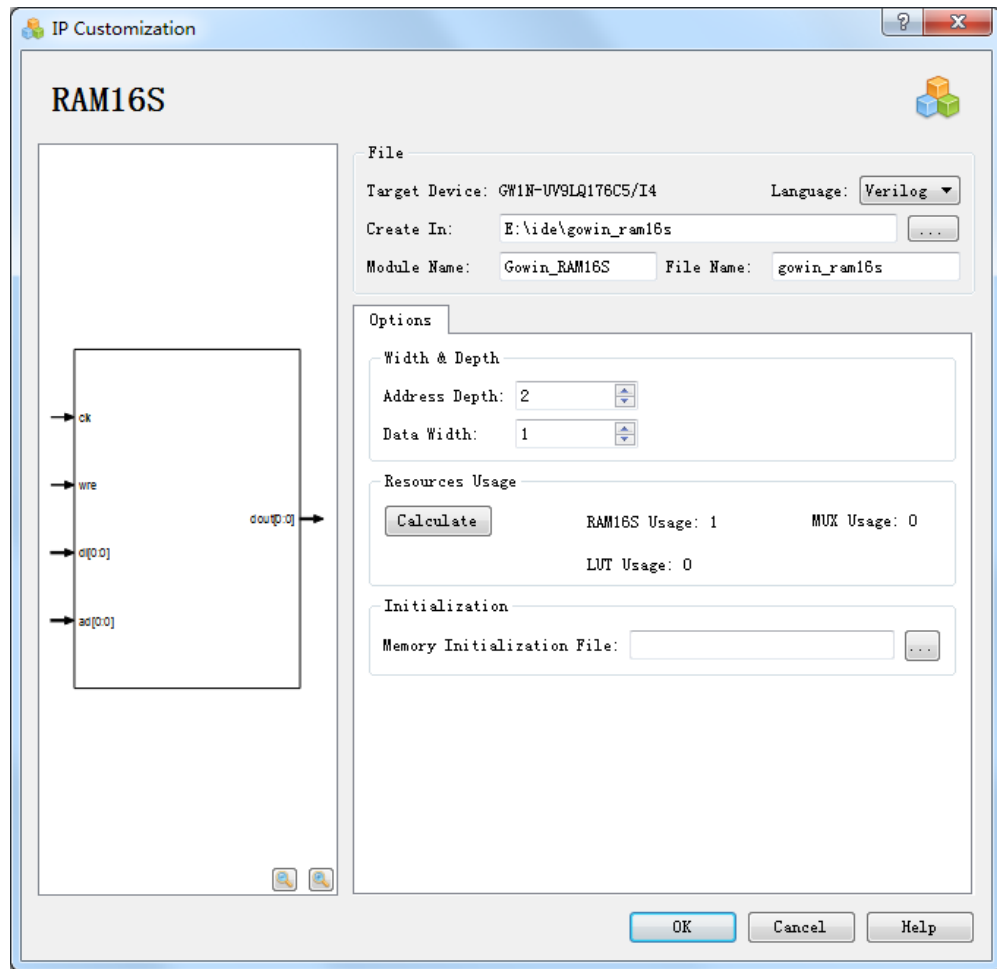 IP Customization
RAM16S
File
Target Device: GW1N-UV9LQ176C5/I4 Language: Verilog
Create In: E:\ide\gowin_ram16s ...
Module Name: Gowin_RAM16S File Name: gowin_ram16s
Options
Width & Depth
Address Depth: 2
Data Width: 1
Resources Usage
Calculate RAM16S Usage: 1 MUX Usage: 0
LUT Usage: 0
Initialization
Memory Initialization File: ...
clk
wre
dout[0:0]
di[0:0]
ad[0:0]
OK Cancel Help